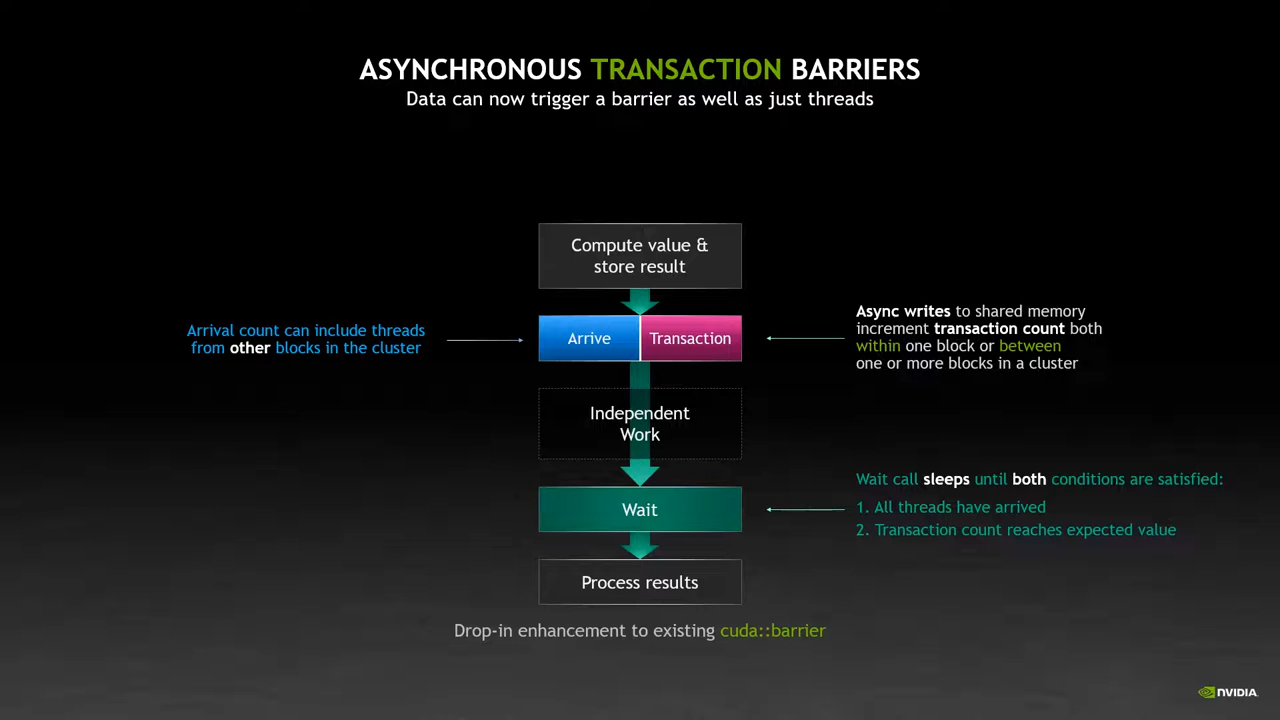 ASYNCHRONOUS TRANSACTION BARRIERS
Data can now trigger a barrier as well as just threads
Compute value &
store result
Arrival count can include threads
from other blocks in the cluster
Arrive
Transaction
Async writes to shared memory
increment transaction count both
within one block or between
one or more blocks in a cluster
Independent
Work
Wait
Wait call sleeps until both conditions are satisfied:
1. All threads have arrived
2. Transaction count reaches expected value
Process results
Drop-in enhancement to existing cuda::barrier
NVIDIA.